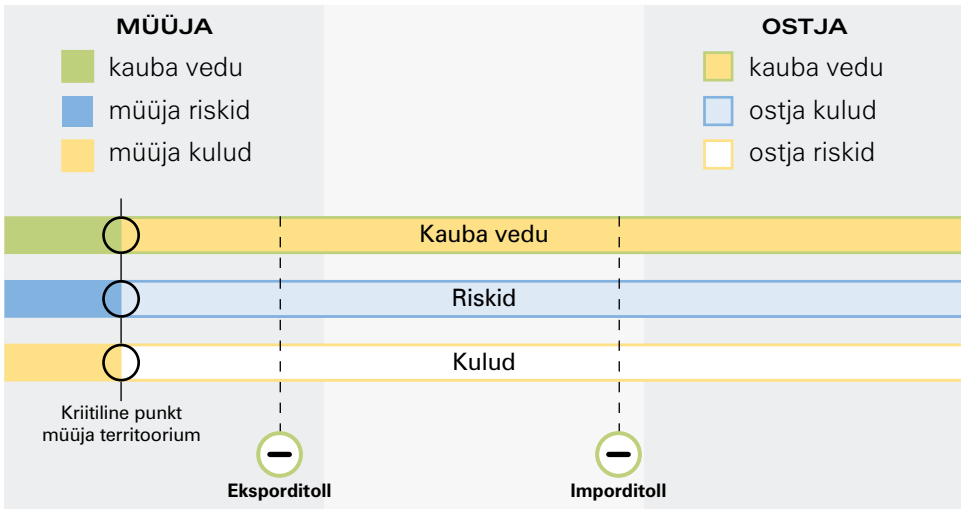 MÜÜJA
kauba vedu
müüja riskid
müüja kulud
OSTJA
kauba vedu
ostja kulud
ostja riskid
Kauba vedu
Riskid
Kulud
Kriitiline punkt
müüja territoorium
Eksporditoll
Imporditoll